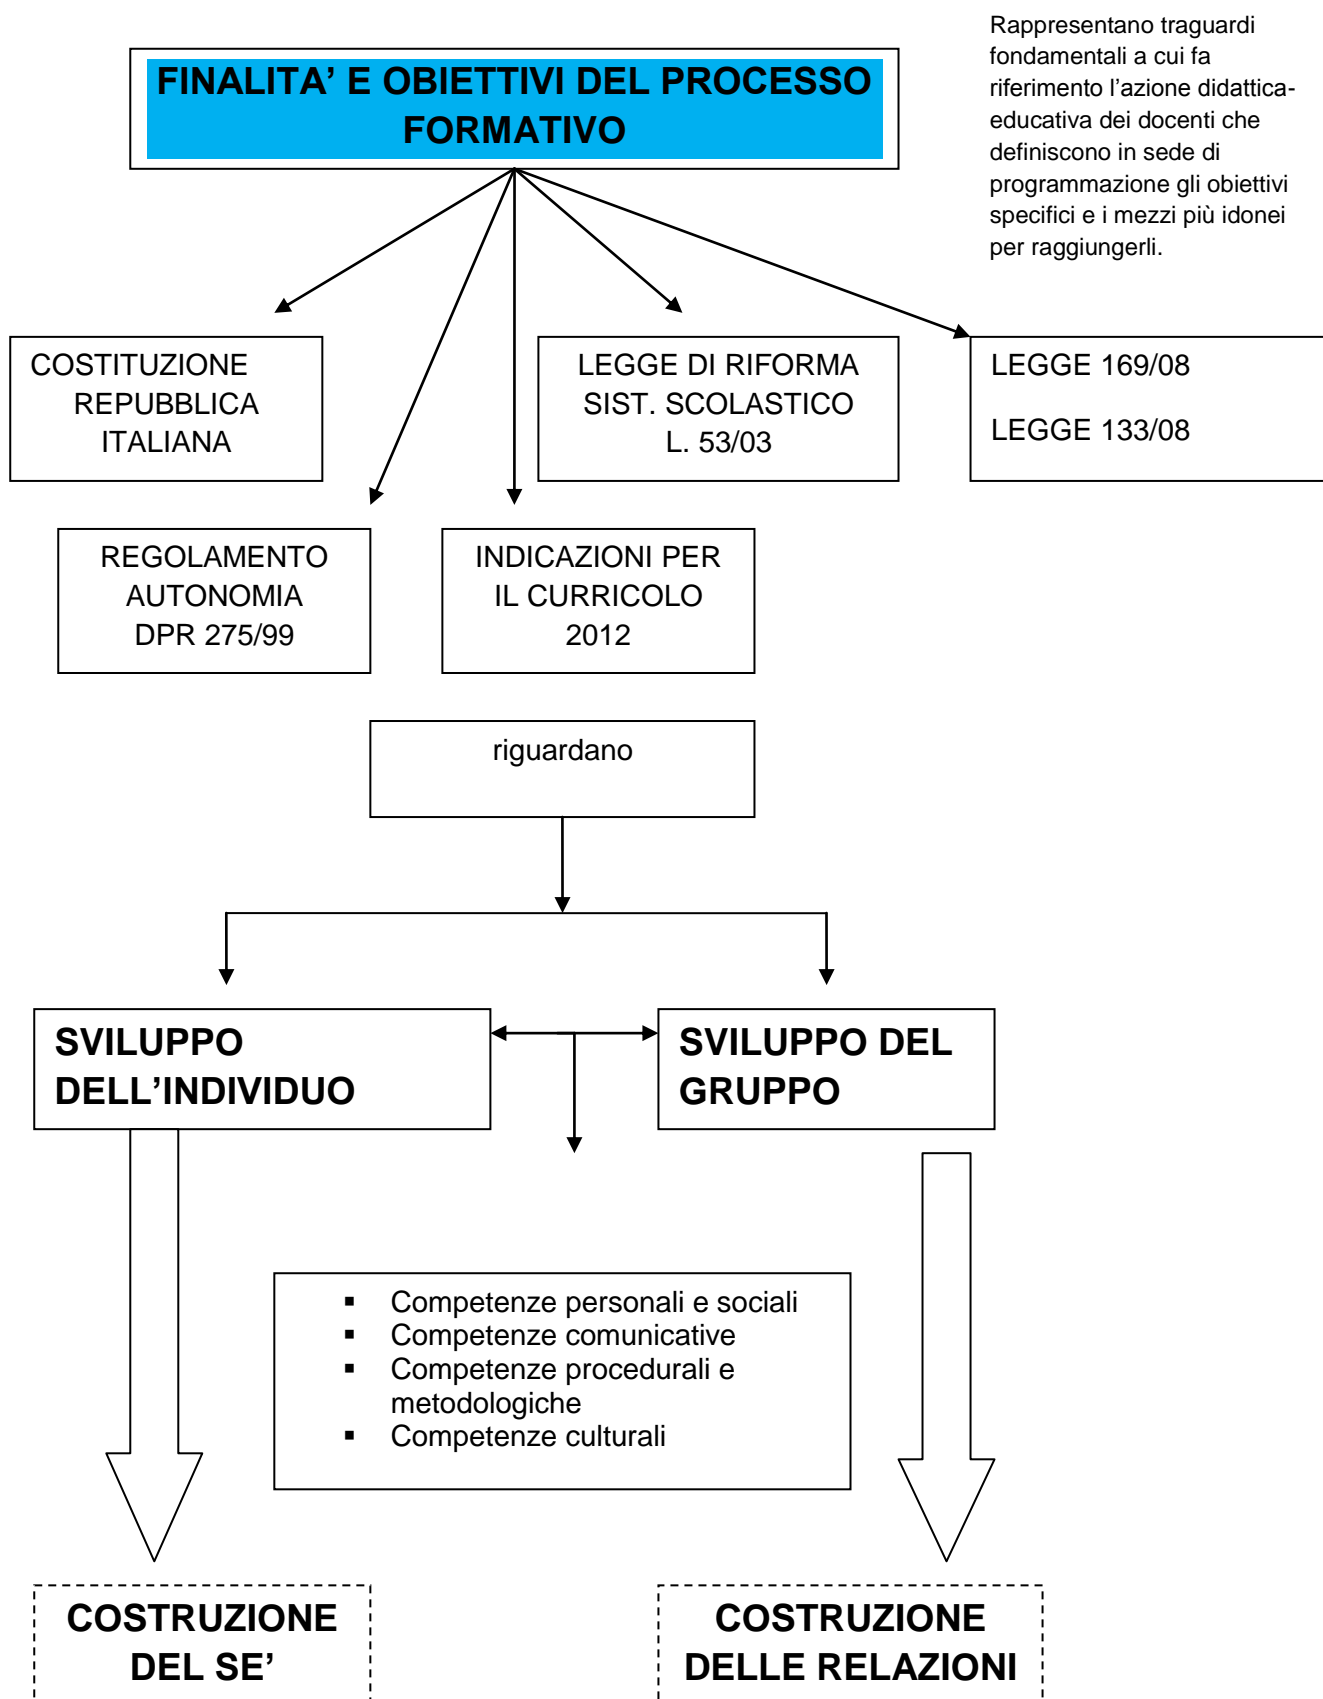 FINALITA’ E OBIETTIVI DEL PROCESSO
FORMATIVO
Rappresentano traguardi
fondamentali a cui fa
riferimento l’azione didattica-
educativa dei docenti che
definiscono in sede di
programmazione gli obiettivi
specifici e i mezzi più idonei
per raggiungerli.
COSTITUZIONE
REPUBBLICA
ITALIANA
LEGGE DI RIFORMA
SIST. SCOLASTICO
L. 53/03
LEGGE 169/08
LEGGE 133/08
REGOLAMENTO
AUTONOMIA
DPR 275/99
INDICAZIONI PER
IL CURRICOLO
2012
riguardano
SVILUPPO
DELL’INDIVIDUO
SVILUPPO DEL
GRUPPO
▪ Competenze personali e sociali
▪ Competenze comunicative
▪ Competenze procedurali e
metodologiche
▪ Competenze culturali
COSTRUZIONE
DEL SE’
COSTRUZIONE
DELLE RELAZIONI